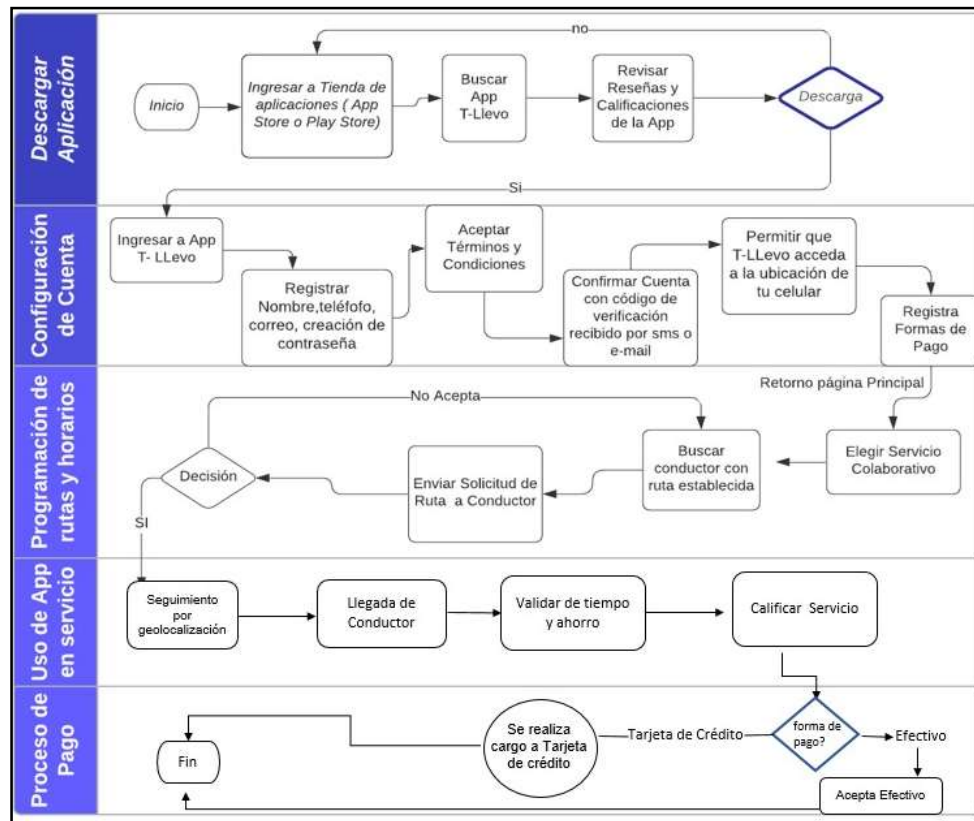 Descargar
Aplicación
no
Inicio
Ingresar a Tienda de
aplicaciones ( App
Store o Play Store)
Buscar
App
T-Llevo
Revisar
Reseñas y
Calificaciones
de la App
Descarga
Si
Configuración
de Cuenta
Ingresar a App
T- LLevo
Registrar
Nombre,teléfofo,
correo, creación de
contraseña
Aceptar
Términos y
Condiciones
Confirmar Cuenta
con código de
verificación
recibido por sms o
e-mail
Permitir que
T-LLevo acceda
a la ubicación de
tu celular
Registra
Formas de
Pago
Retorno página Principal
Programación de
rutas y horarios
No Acepta
Decisión
Enviar Solicitud de
Ruta a Conductor
Buscar
conductor con
ruta establecida
Elegir Servicio
Colaborativo
SI
Uso de App
en servicio
Seguimiento
por
geolocalización
Llegada de
Conductor
Validar de tiempo
y ahorro
Calificar Servicio
Proceso de
Pago
Fin
Se realiza
cargo a Tarjeta
de crédito
Tarjeta de Crédito
forma de
pago?
Efectivo
Acepta Efectivo